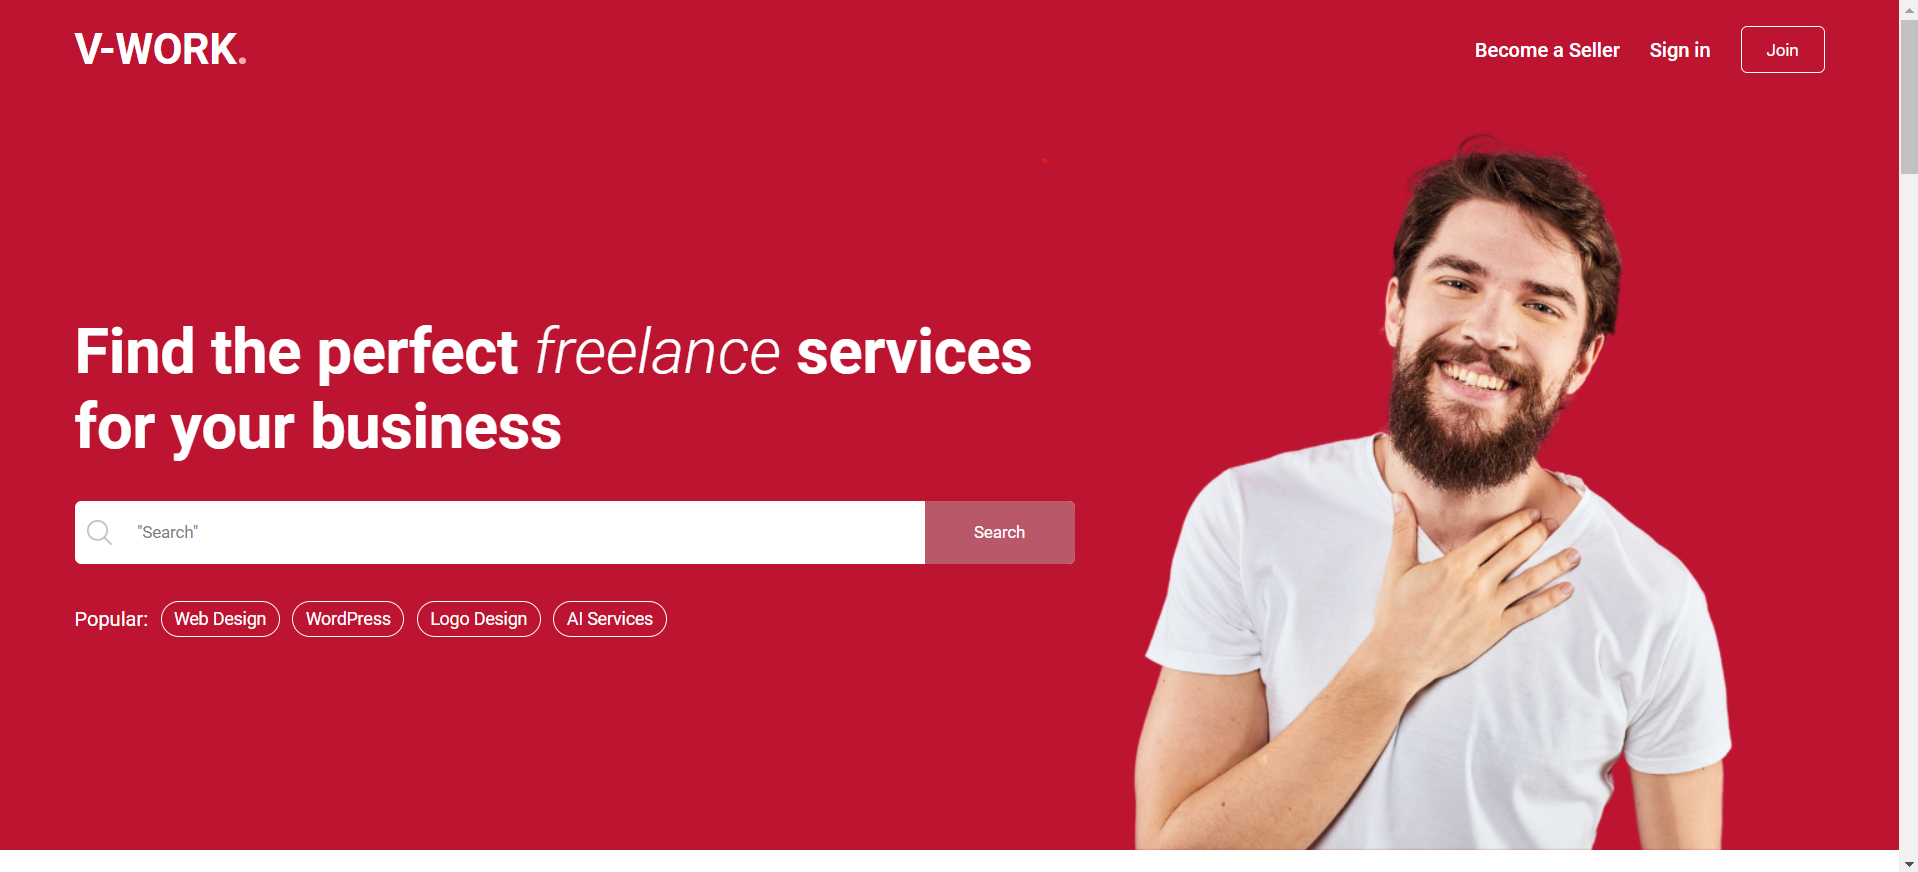 V-WORK.
Become a Seller
Sign in
Join
Find the perfect freelance services
for your business
"Search"
Search
Popular:
Web Design
WordPress
Logo Design
AI Services